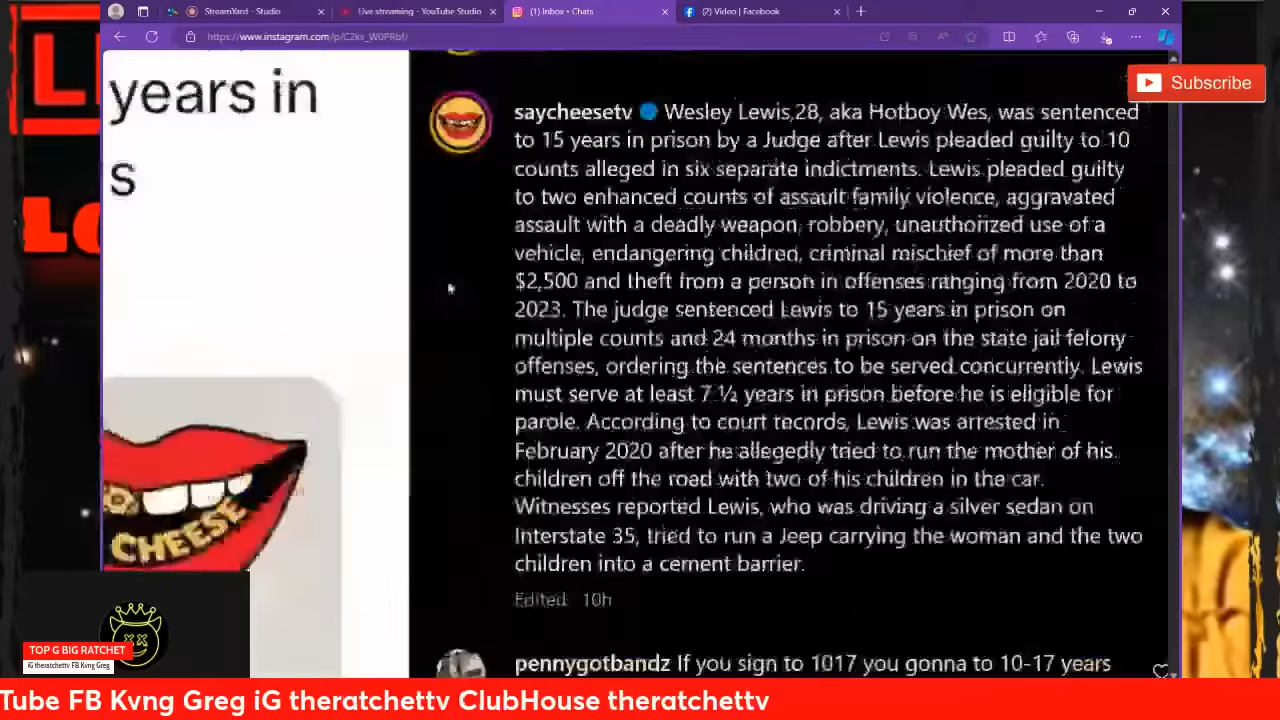 StreamYard - Studio
Live streaming - YouTube Studio
(1) Inbox • Chats
(2) Video | Facebook
https://www.instagram.com/p/C2kx_W0PRbf/
Subscribe
years in
s
saycheesetv Wesley Lewis,28, aka Hotboy Wes, was sentenced
to 15 years in prison by a Judge after Lewis pleaded guilty to 10
counts alleged in six separate indictments. Lewis pleaded guilty
to two enhanced counts of assault family violence, aggravated
assault with a deadly weapon, robbery, unauthorized use of a
vehicle, endangering children, criminal mischief of more than
$2,500 and theft from a person in offenses ranging from 2020 to
2023. The judge sentenced Lewis to 15 years in prison on
multiple counts and 24 months in prison on the state jail felony
offenses, ordering the sentences to be served concurrently. Lewis
must serve at least 7 ½ years in prison before he is eligible for
parole. According to court records, Lewis was arrested in
February 2020 after he allegedly tried to run the mother of his
children off the road with two of his children in the car.
Witnesses reported Lewis, who was driving a silver sedan on
Interstate 35, tried to run a Jeep carrying the woman and the two
children into a cement barrier.
Edited 10h
CHEESE
pennygotbandz If you sign to 1017 you gonna to 10-17 years
TOP G BIG RATCHET
iG theratchettv FB Kvng Greg
Tube FB Kvng Greg iG theratchettv ClubHouse theratchettv